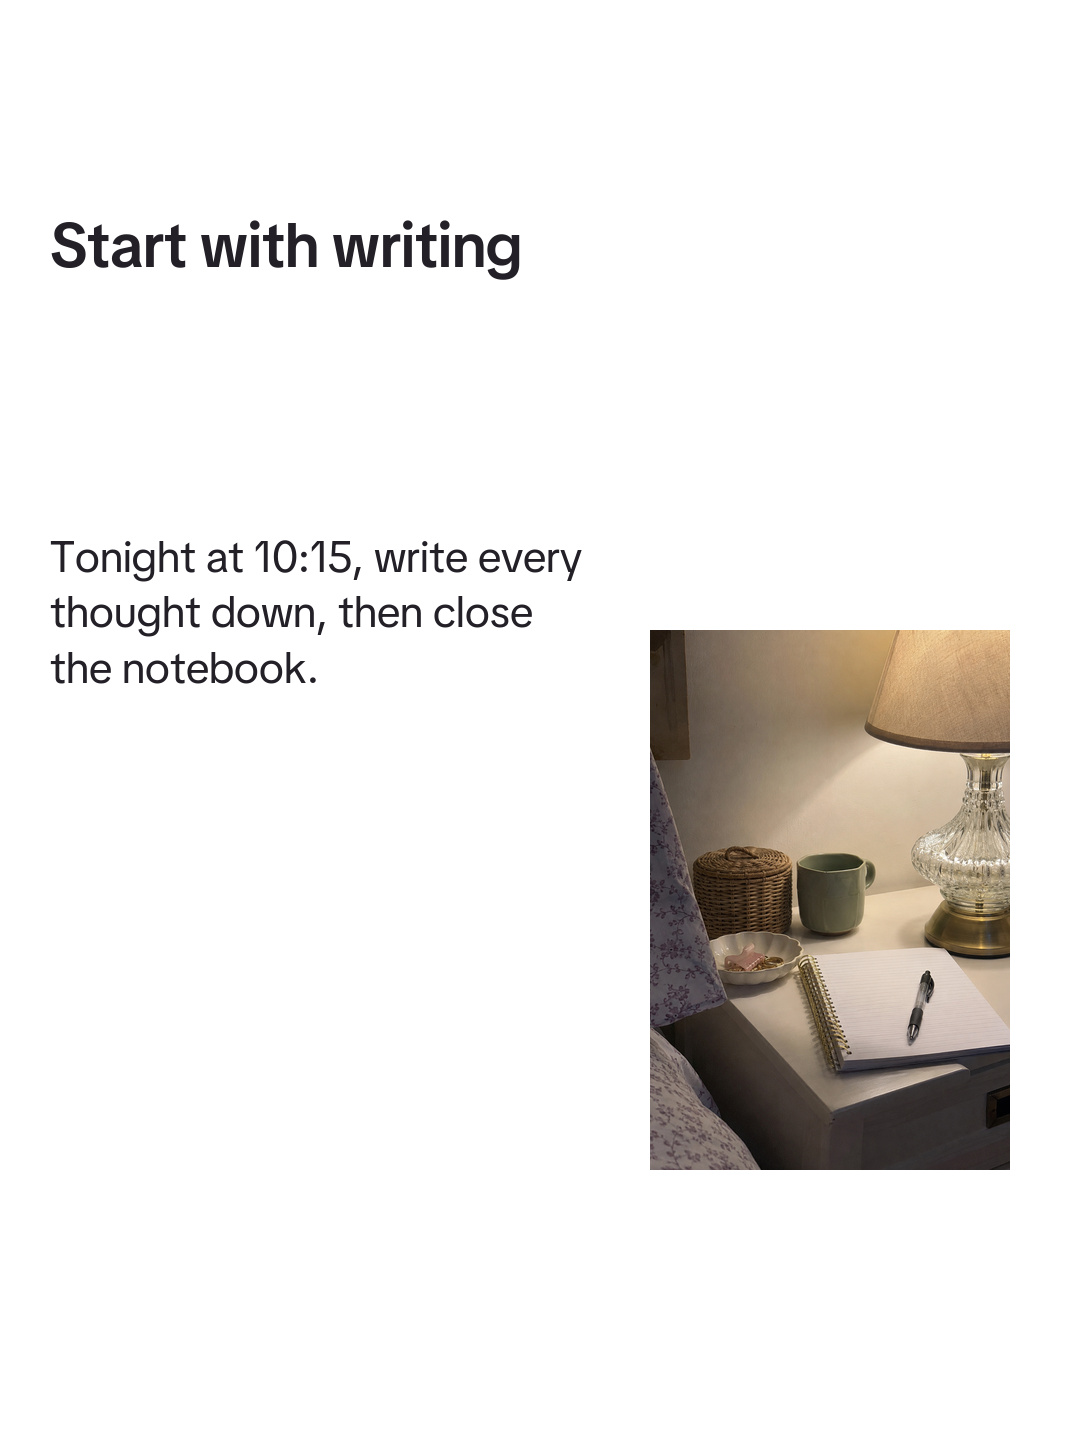 Start with writing
Tonight at 10:15, write every
thought down, then close
the notebook.